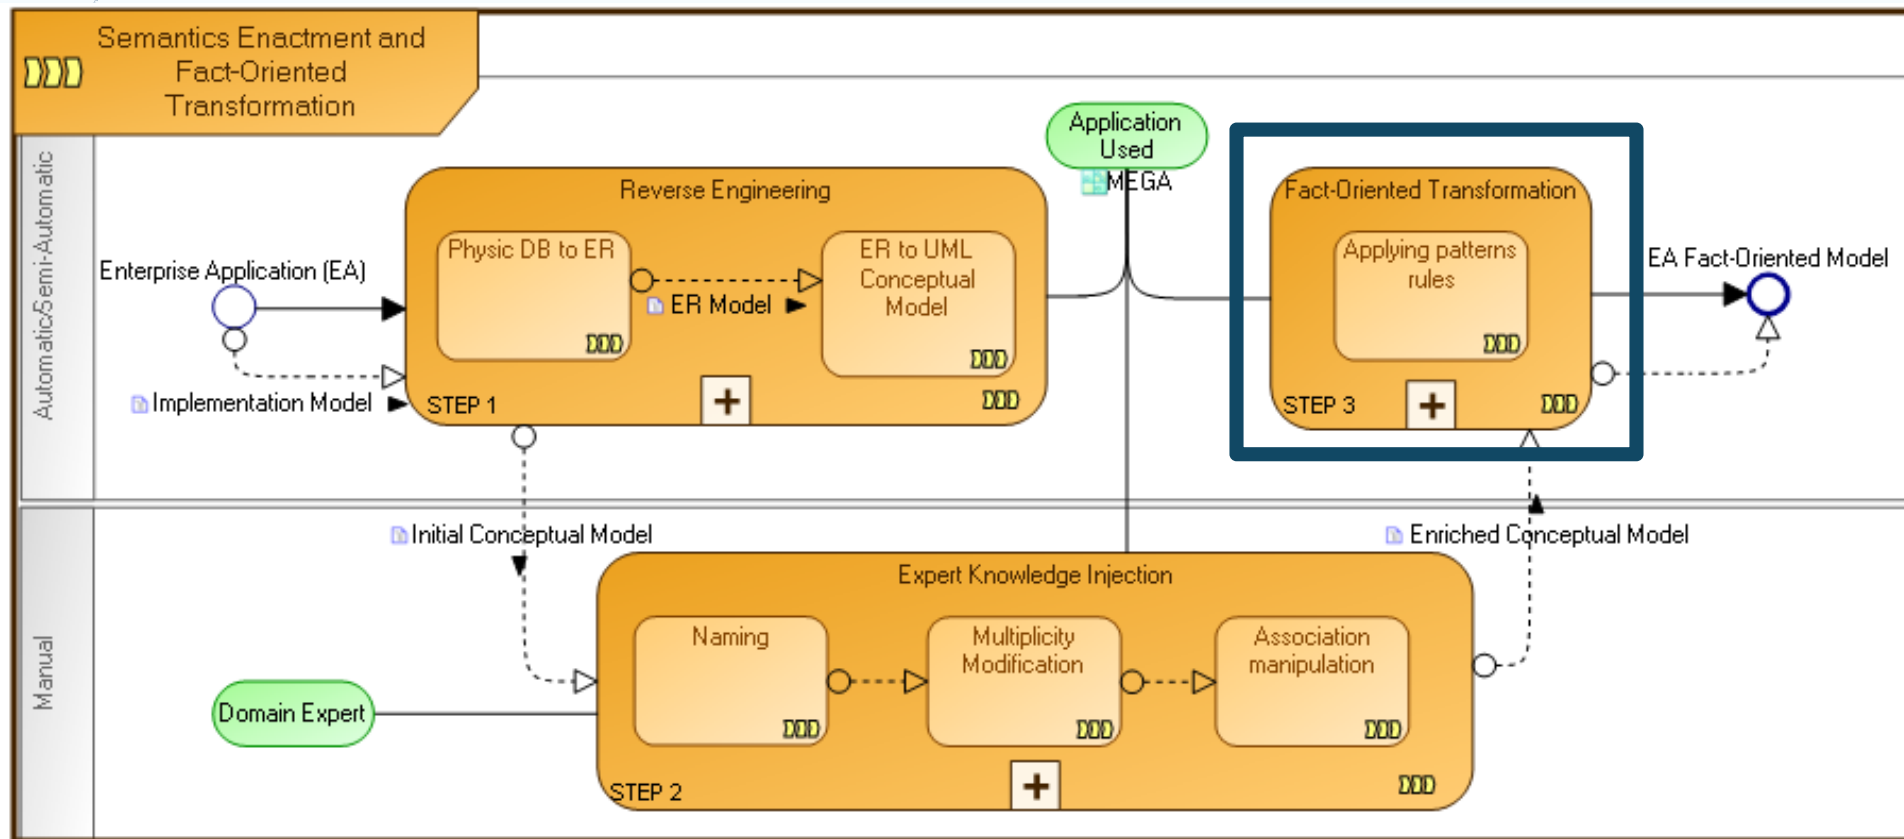 Semantics Enactment and
Fact-Oriented
Transformation
Automatic/Semi-Automatic
Enterprise Application (EA)
Implementation Model
Reverse Engineering
Physic DB to ER
ER Model
ER to UML
Conceptual
Model
STEP 1
Application
Used
MEGA
Fact-Oriented Transformation
Applying patterns
rules
STEP 3
EA Fact-Oriented Model
Manual
Initial Conceptual Model
Enriched Conceptual Model
Domain Expert
Expert Knowledge Injection
Naming
Multiplicity
Modification
Association
manipulation
STEP 2